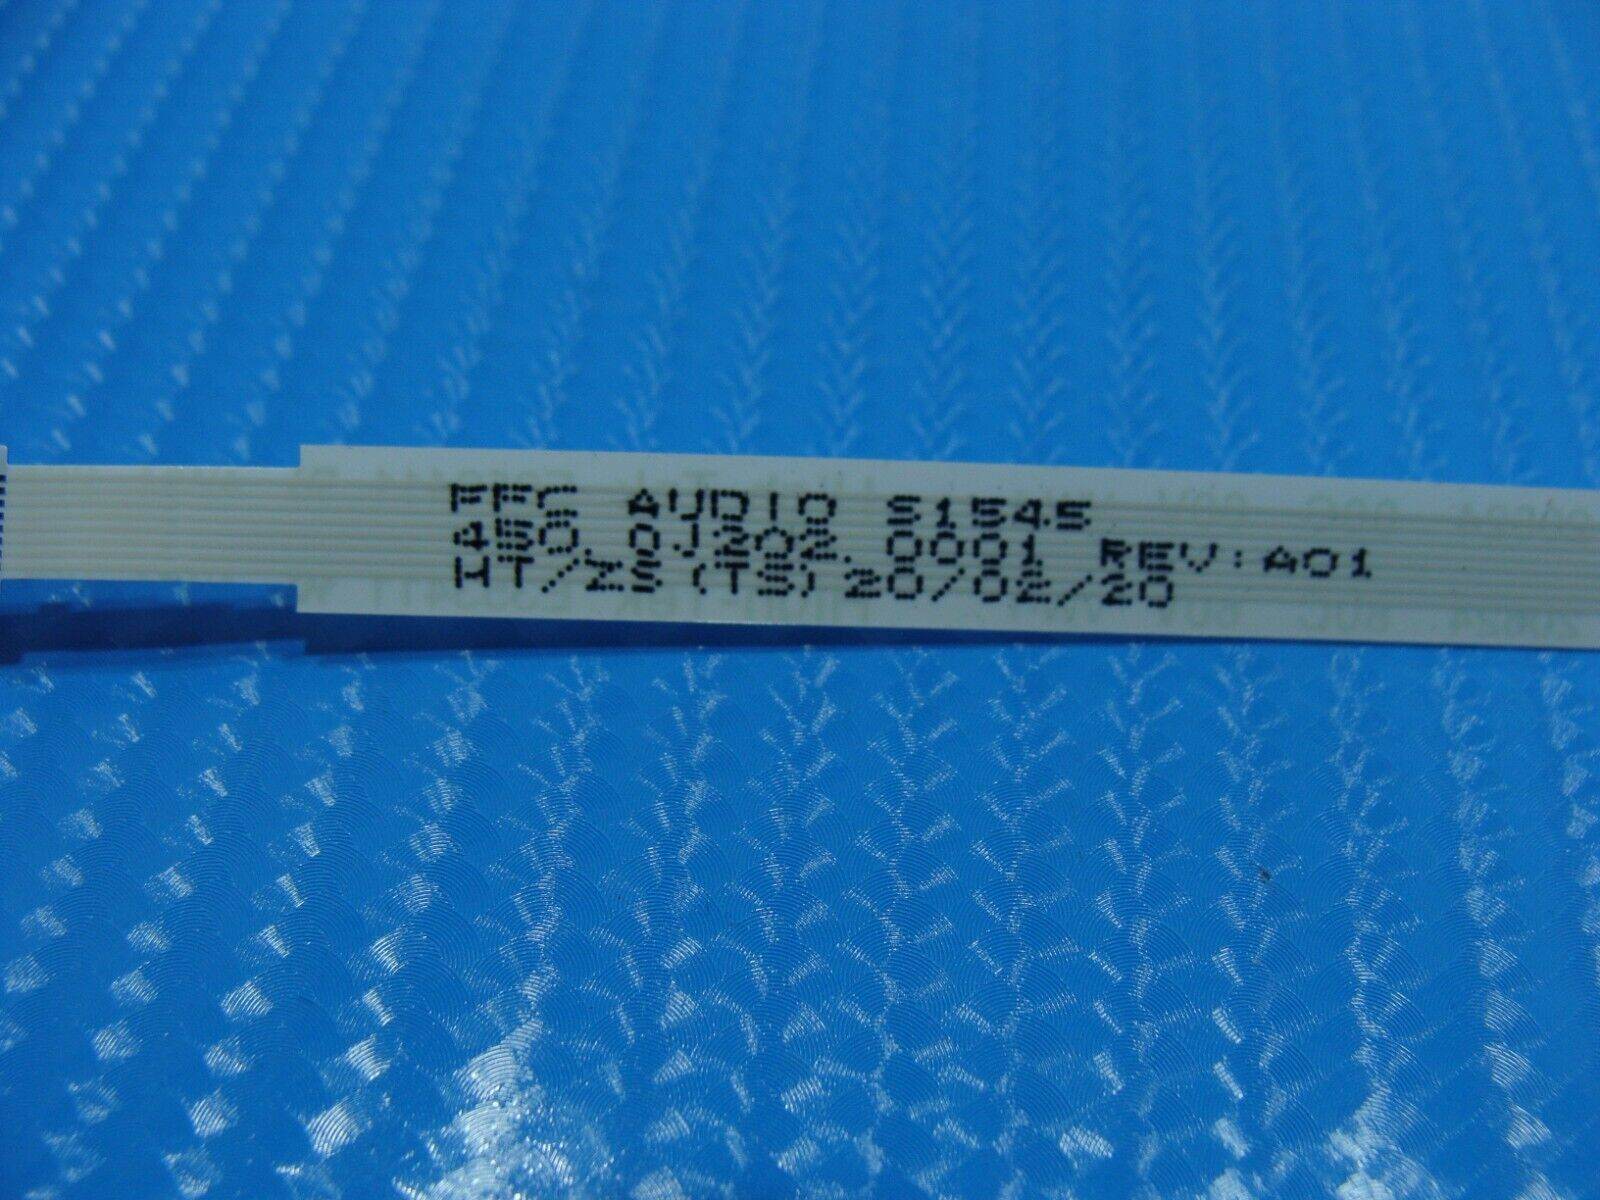 FFC AUDIO S1545
450.0J202.0001 REV:A01
HT/ZS(TS)20/02/20